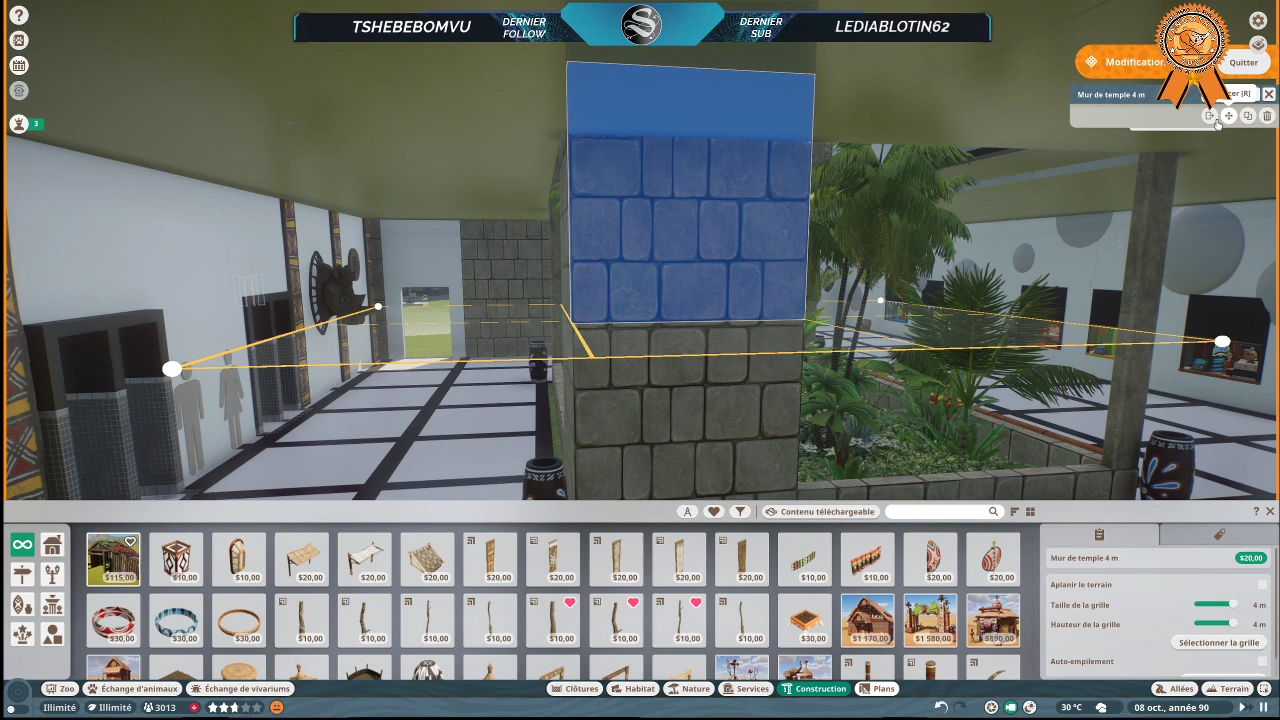 TSHEBEBOMVU
DERNIER
FOLLOW
DERNIER
SUB
LEDIABLOTIN62
Quitter
Mur de temple 4 m
[R]
3
Contenu téléchargeable
$115,00
$10,00
$10,00
$20,00
$20,00
$20,00
$20,00
$20,00
$20,00
$20,00
$20,00
$10,00
$10,00
$20,00
$20,00
$30,00
$30,00
$30,00
$10,00
$10,00
$10,00
$10,00
$10,00
$10,00
$10,00
$10,00
$30,00
$1 170,00
$1 580,00
$890,00
Mur de temple 4 m
$20,00
Aplanir le terrain
Taille de la grille
4 m
Hauteur de la grille
4 m
Sélectionner la grille
Auto-empilement
Zoo
Échange d'animaux
Échange de vivariums
Clôtures
Habitat
Nature
Services
Construction
Plans
Allées
Terrain
Illimité
Illimité
3013
30 °C
08 oct., année 90